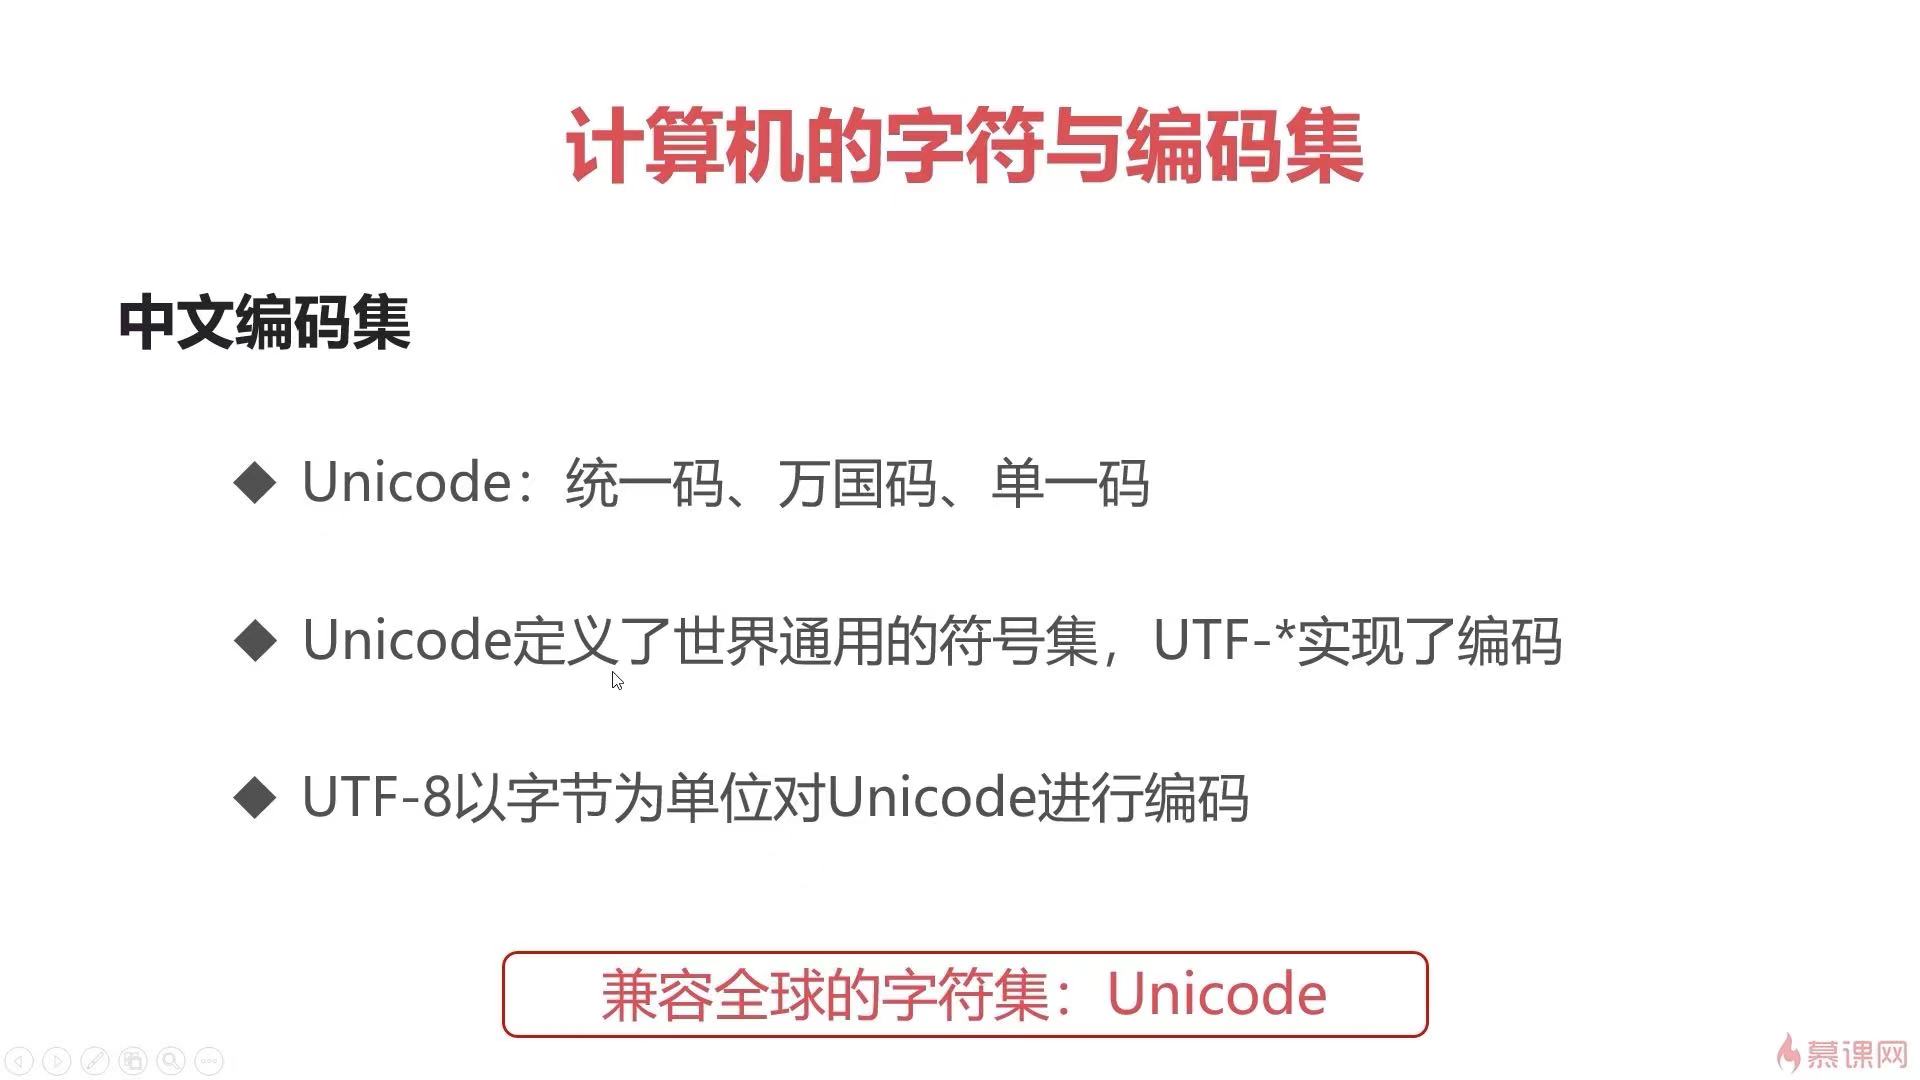 计算机的字符与编码集
中文编码集
Unicode：统一码、万国码、单一码
Unicode定义了世界通用的符号集，UTF-*实现了编码
UTF-8以字节为单位对Unicode进行编码
兼容全球的字符集：Unicode
慕课网